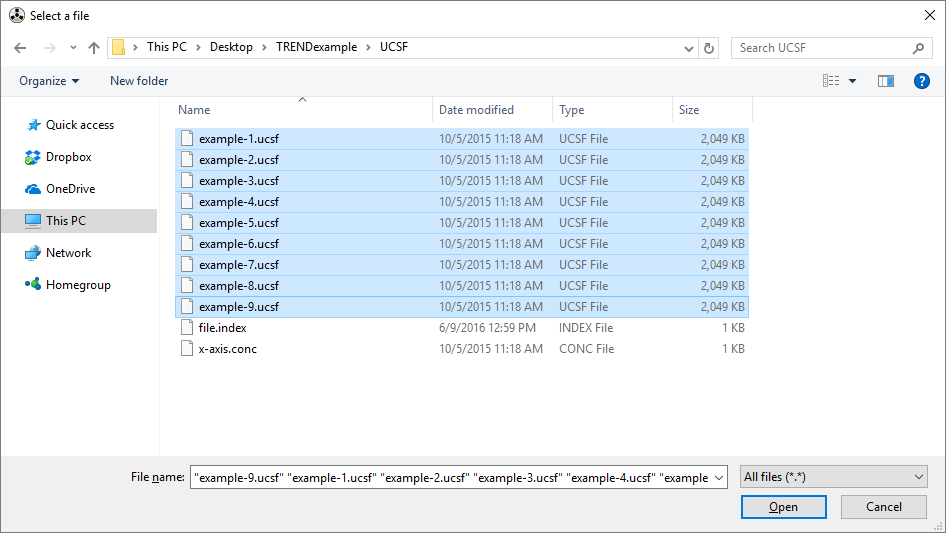 Select a file
This PC Desktop TRENDexample UCSF Search UCSF
Organize New folder
Name Date modified Type Size
Quick access
Dropbox
OneDrive
This PC
Network
Homegroup
example-1.ucsf 10/5/2015 11:18 AM UCSF File 2,049 KB
example-2.ucsf 10/5/2015 11:18 AM UCSF File 2,049 KB
example-3.ucsf 10/5/2015 11:18 AM UCSF File 2,049 KB
example-4.ucsf 10/5/2015 11:18 AM UCSF File 2,049 KB
example-5.ucsf 10/5/2015 11:18 AM UCSF File 2,049 KB
example-6.ucsf 10/5/2015 11:18 AM UCSF File 2,049 KB
example-7.ucsf 10/5/2015 11:18 AM UCSF File 2,049 KB
example-8.ucsf 10/5/2015 11:18 AM UCSF File 2,049 KB
example-9.ucsf 10/5/2015 11:18 AM UCSF File 2,049 KB
file.index 6/9/2016 12:59 PM INDEX File 1 KB
x-axis.conc 10/5/2015 11:18 AM CONC File 1 KB
File name: "example-9.ucsf" "example-1.ucsf" "example-2.ucsf" "example-3.ucsf" "example-4.ucsf" "example All files (*.*)
Open Cancel